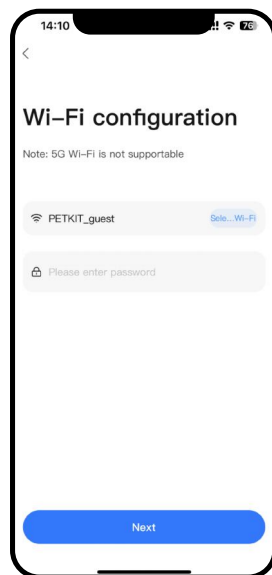 14:10
76
Wi-Fi configuration
Note: 5G Wi-Fi is not supportable
PETKIT_guest
Sele...Wi-Fi
Please enter password
Next